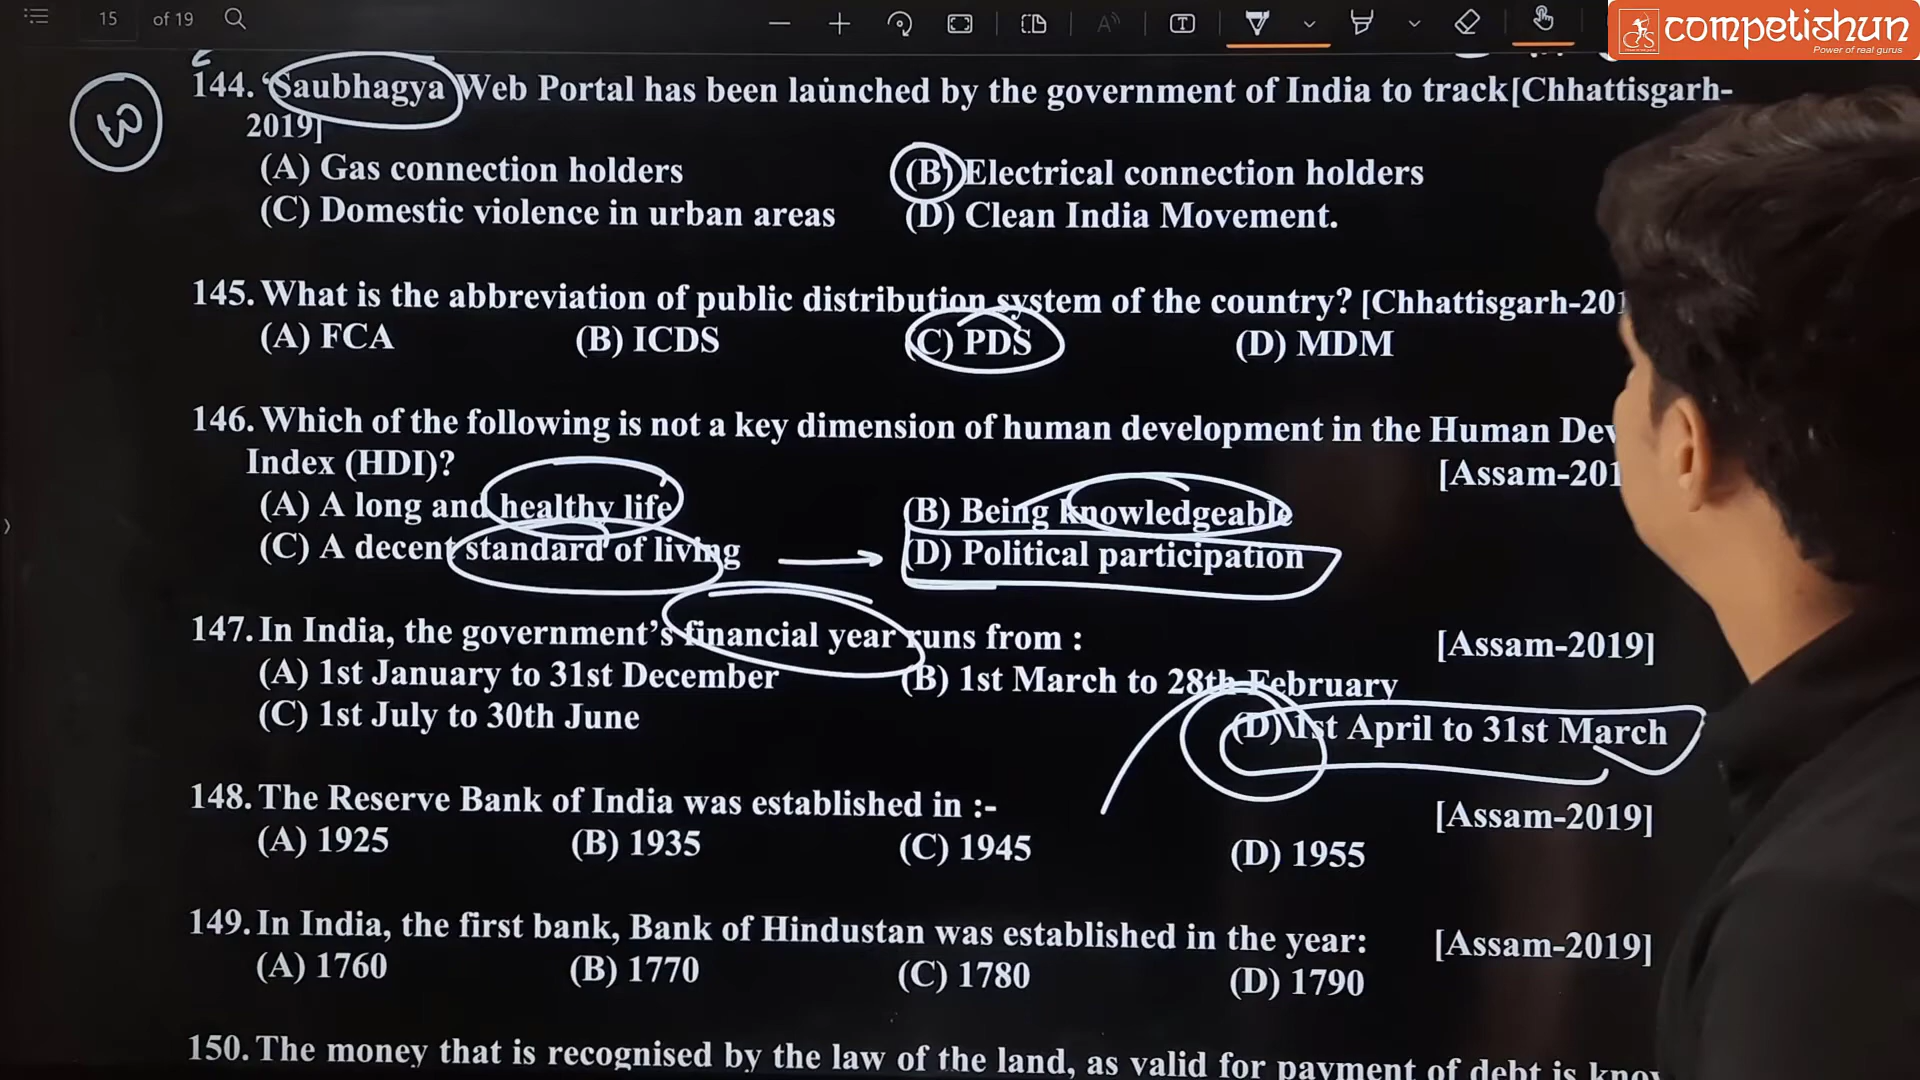 15 of 19
competishun
Power of real gurus
144. ‘Saubhagya Web Portal has been launched by the government of India to track[Chhattisgarh-
2019]
(A) Gas connection holders (B) Electrical connection holders
(C) Domestic violence in urban areas (D) Clean India Movement.
145. What is the abbreviation of public distribution system of the country? [Chhattisgarh-201
(A) FCA (B) ICDS (C) PDS (D) MDM
146. Which of the following is not a key dimension of human development in the Human Dev
Index (HDI)? [Assam-201
(A) A long and healthy life (B) Being knowledgeable
(C) A decent standard of living (D) Political participation
147. In India, the government’s financial year runs from : [Assam-2019]
(A) 1st January to 31st December (B) 1st March to 28th February
(C) 1st July to 30th June (D) 1st April to 31st March
148. The Reserve Bank of India was established in :- [Assam-2019]
(A) 1925 (B) 1935 (C) 1945 (D) 1955
149. In India, the first bank, Bank of Hindustan was established in the year: [Assam-2019]
(A) 1760 (B) 1770 (C) 1780 (D) 1790
150. The money that is recognised by the law of the land, as valid for payment of debt is